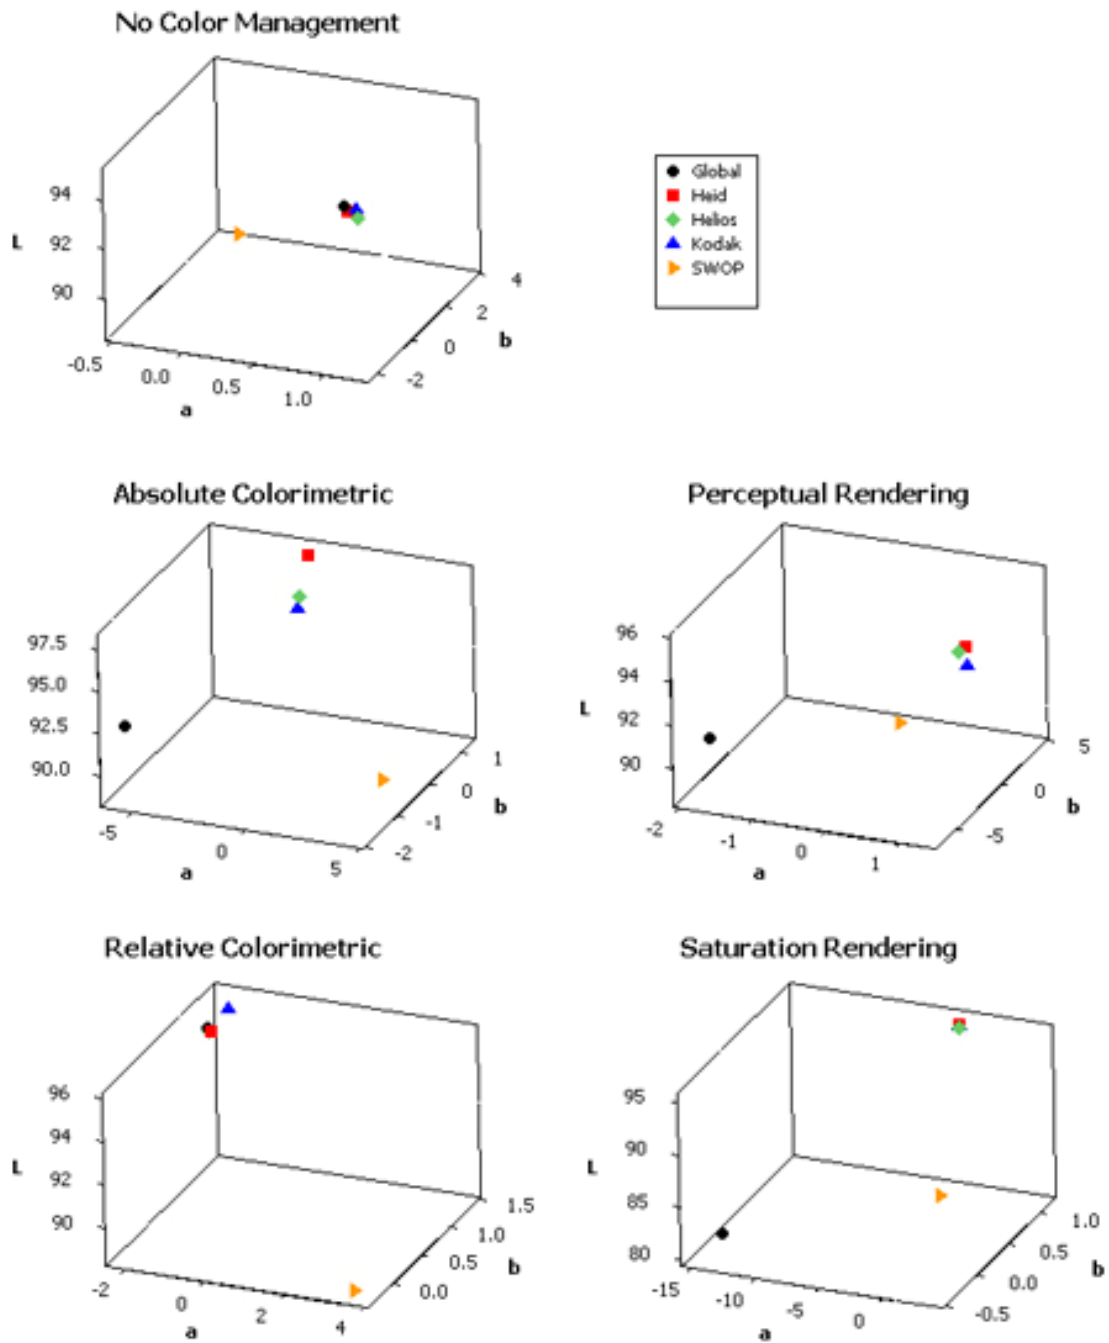 No Color Management
94
L
92
90
-0.5
0.0
0.5
1.0
a
-2
0
2
4
b
Global
Heid
Helios
Kodak
SWOP
Absolute Colorimetric
97.5
95.0
92.5
90.0
-5
0
5
a
-2
-1
0
1
b
Perceptual Rendering
96
94
L
92
90
-2
-1
0
1
a
-5
0
5
b
Relative Colorimetric
96
94
L
92
90
-2
0
2
4
a
0.0
0.5
1.0
1.5
b
Saturation Rendering
95
90
L
85
80
-15
-10
-5
0
a
-0.5
0.0
0.5
1.0
b